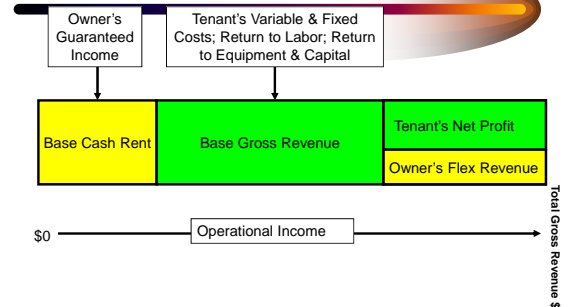 Owner's
Guaranteed
Income
Tenant's Variable & Fixed
Costs; Return to Labor; Return
to Equipment & Capital
Base Cash Rent
Base Gross Revenue
Tenant's Net Profit
Owner's Flex Revenue
$0
Operational Income
Total Gross Revenue $